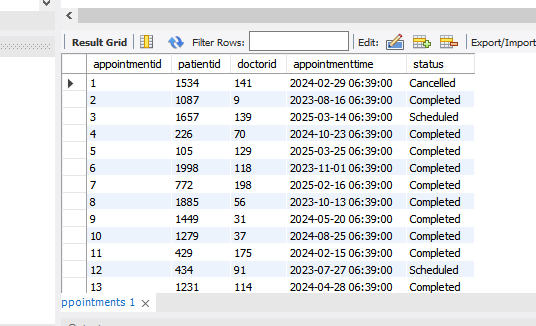 Result Grid Filter Rows: Edit: Export/Import
appointmentid patientid doctorid appointmenttime status
1 1534 141 2024-02-29 06:39:00 Cancelled
2 1087 9 2023-08-16 06:39:00 Completed
3 1657 139 2025-03-14 06:39:00 Scheduled
4 226 70 2024-10-23 06:39:00 Completed
5 105 129 2025-03-25 06:39:00 Completed
6 1998 118 2023-11-01 06:39:00 Completed
7 772 198 2025-02-16 06:39:00 Completed
8 1885 56 2023-10-13 06:39:00 Completed
9 1449 31 2024-05-20 06:39:00 Completed
10 1279 37 2024-08-25 06:39:00 Completed
11 429 175 2024-02-15 06:39:00 Completed
12 434 91 2023-07-27 06:39:00 Scheduled
13 1231 114 2024-04-28 06:39:00 Completed
ppointments 1